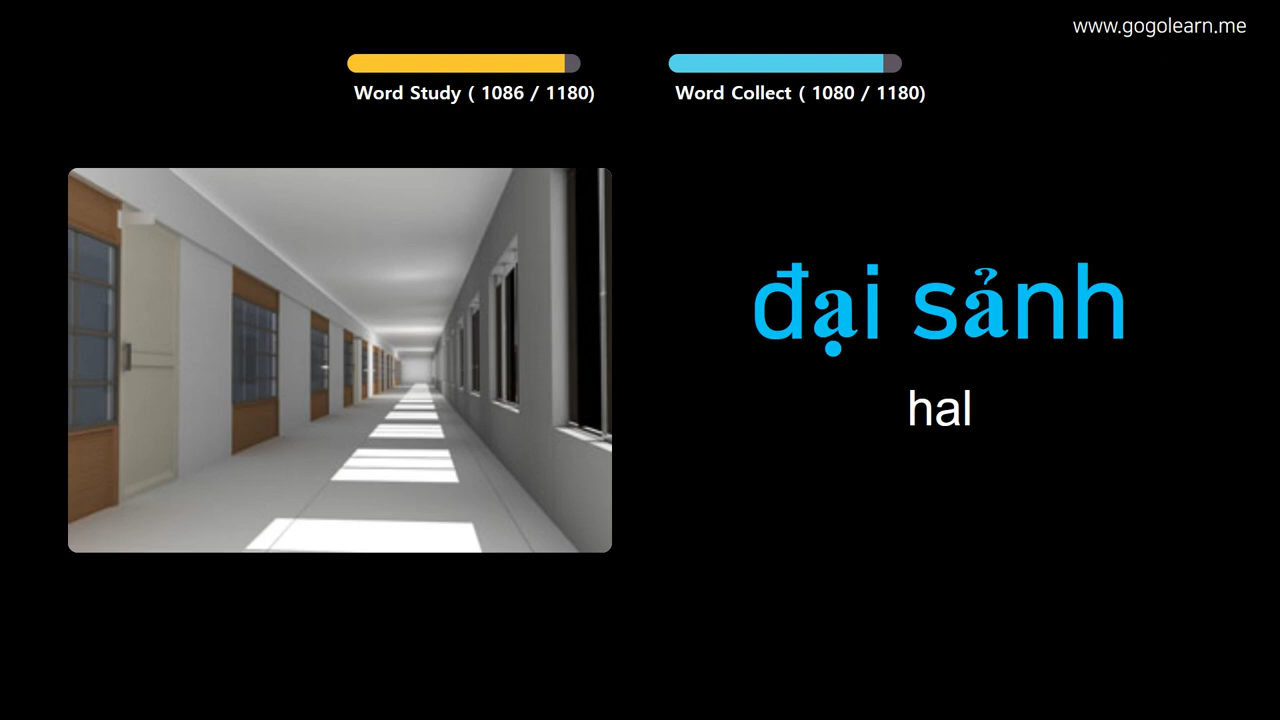 www.gogolearn.me
Word Study ( 1086 / 1180)
Word Collect ( 1080 / 1180)
đại sảnh
hal